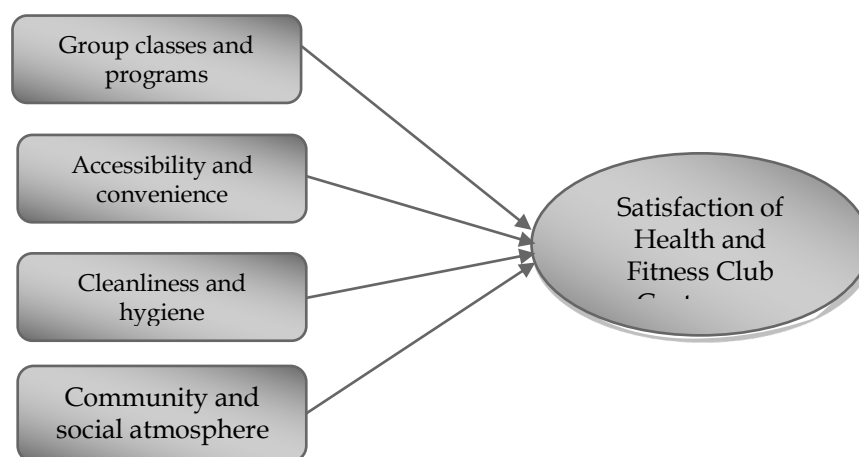 Group classes and
programs
Accessibility and
convenience
Cleanliness and
hygiene
Community and
social atmosphere
Satisfaction of
Health and
Fitness Club